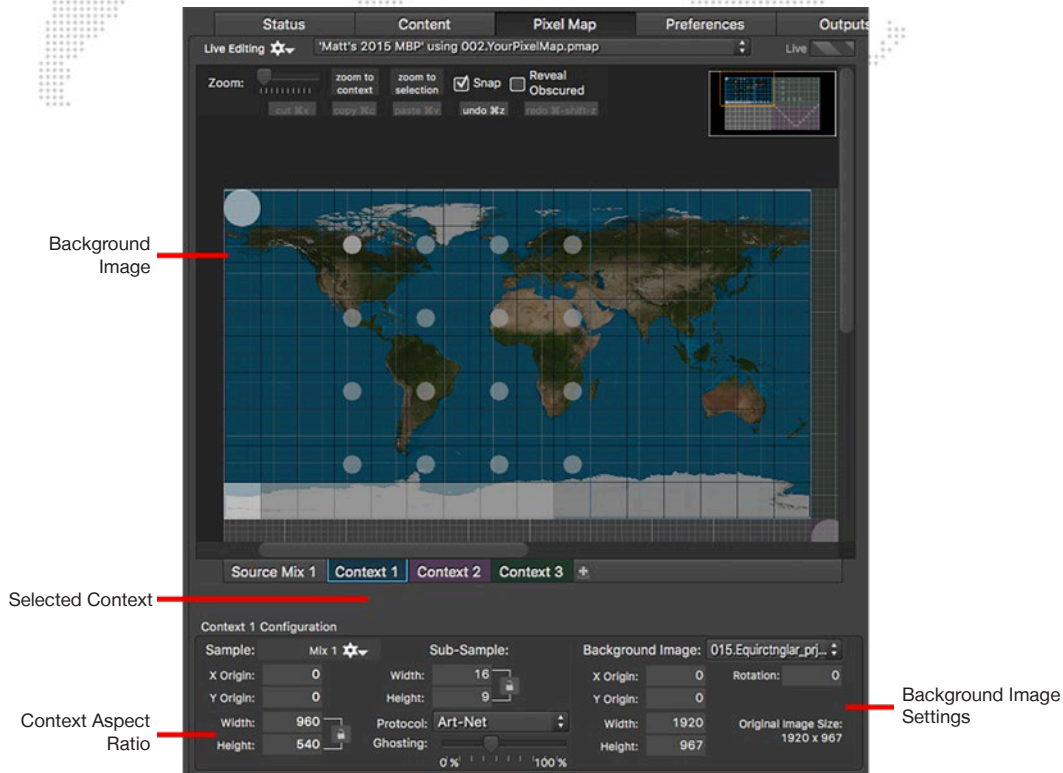 Status Content Pixel Map Preferences Outputs
Live Editing 'Matt's 2015 MBP' using 002.YourPixelMap.pmap Live
Zoom: zoom to context zoom to selection Snap Reveal Obscured
cut ⌘x copy ⌘c paste ⌘v undo ⌘z redo ⌘-shift-z
Background
Image
Source Mix 1 Context 1 Context 2 Context 3
Selected Context
Context 1 Configuration
Sample: Mix 1 Sub-Sample: Background Image: 015.Equirctnglar_prj...
X Origin: 0 Width: 16 X Origin: 0 Rotation: 0
Y Origin: 0 Height: 9 Y Origin: 0
Width: 960 Protocol: Art-Net Width: 1920 Original Image Size:
Height: 540 Ghosting: Height: 967 1920 x 967
0 % 100 %
Context Aspect
Ratio
Background Image
Settings